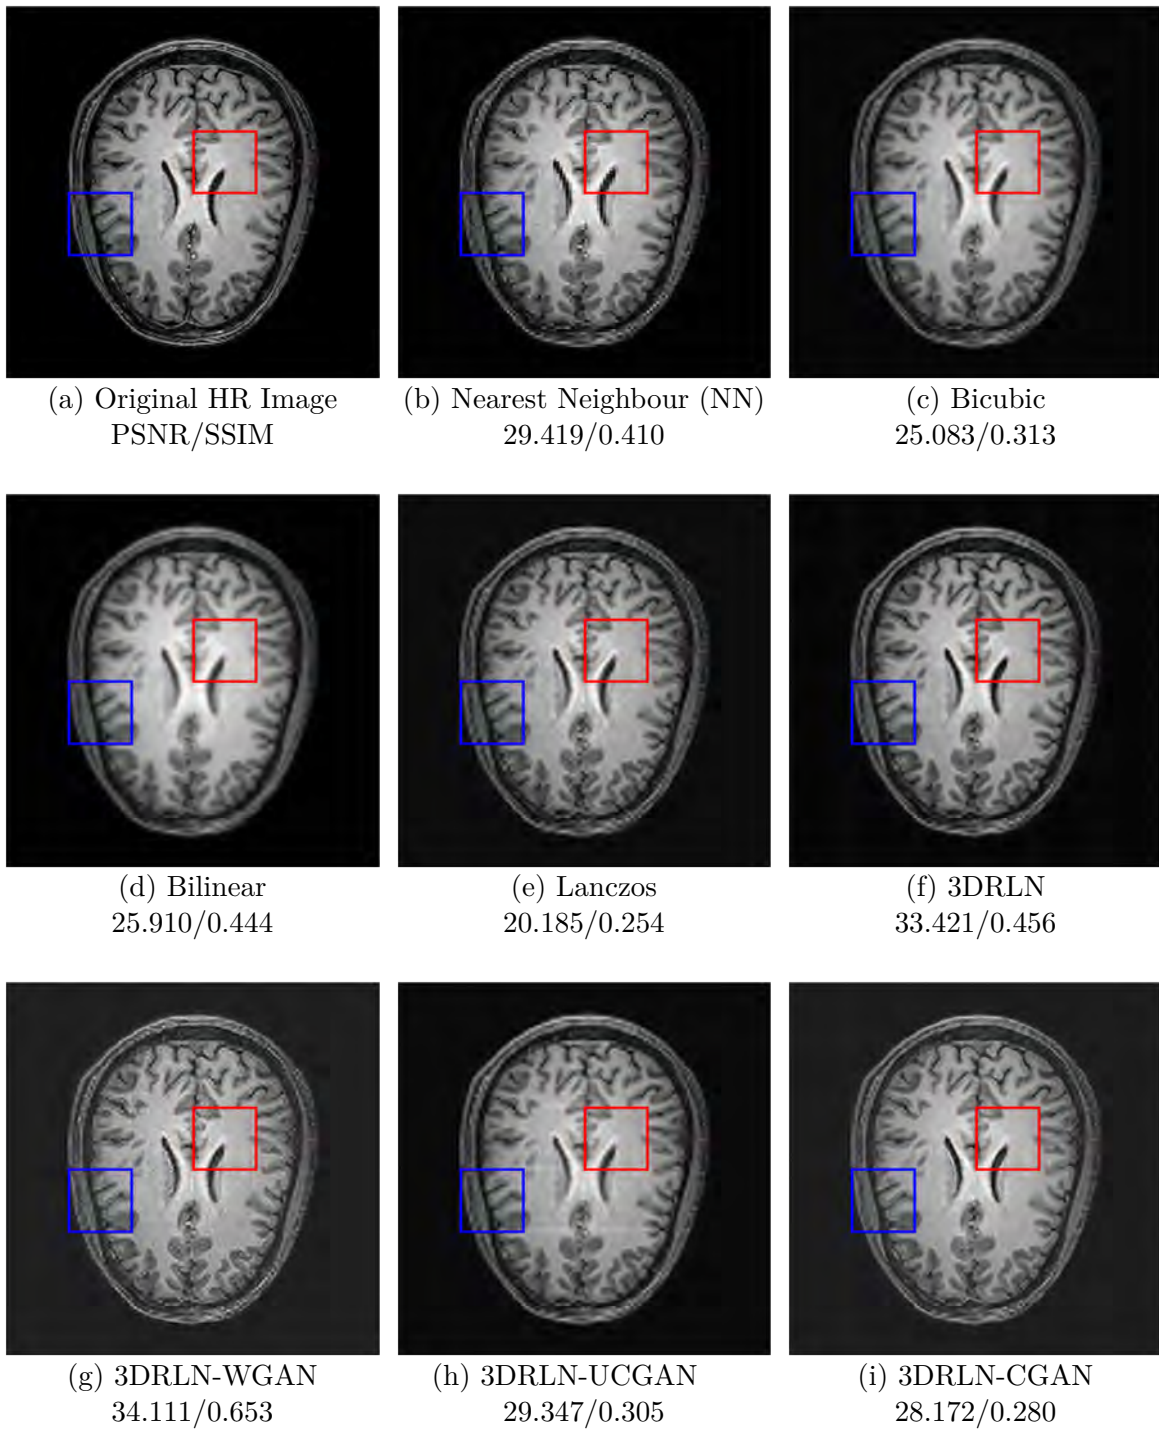 (a) Original HR Image
PSNR/SSIM
(b) Nearest Neighbour (NN)
29.419/0.410
(c) Bicubic
25.083/0.313
(d) Bilinear
25.910/0.444
(e) Lanczos
20.185/0.254
(f) 3DRLN
33.421/0.456
(g) 3DRLN-WGAN
34.111/0.653
(h) 3DRLN-UCGAN
29.347/0.305
(i) 3DRLN-CGAN
28.172/0.280